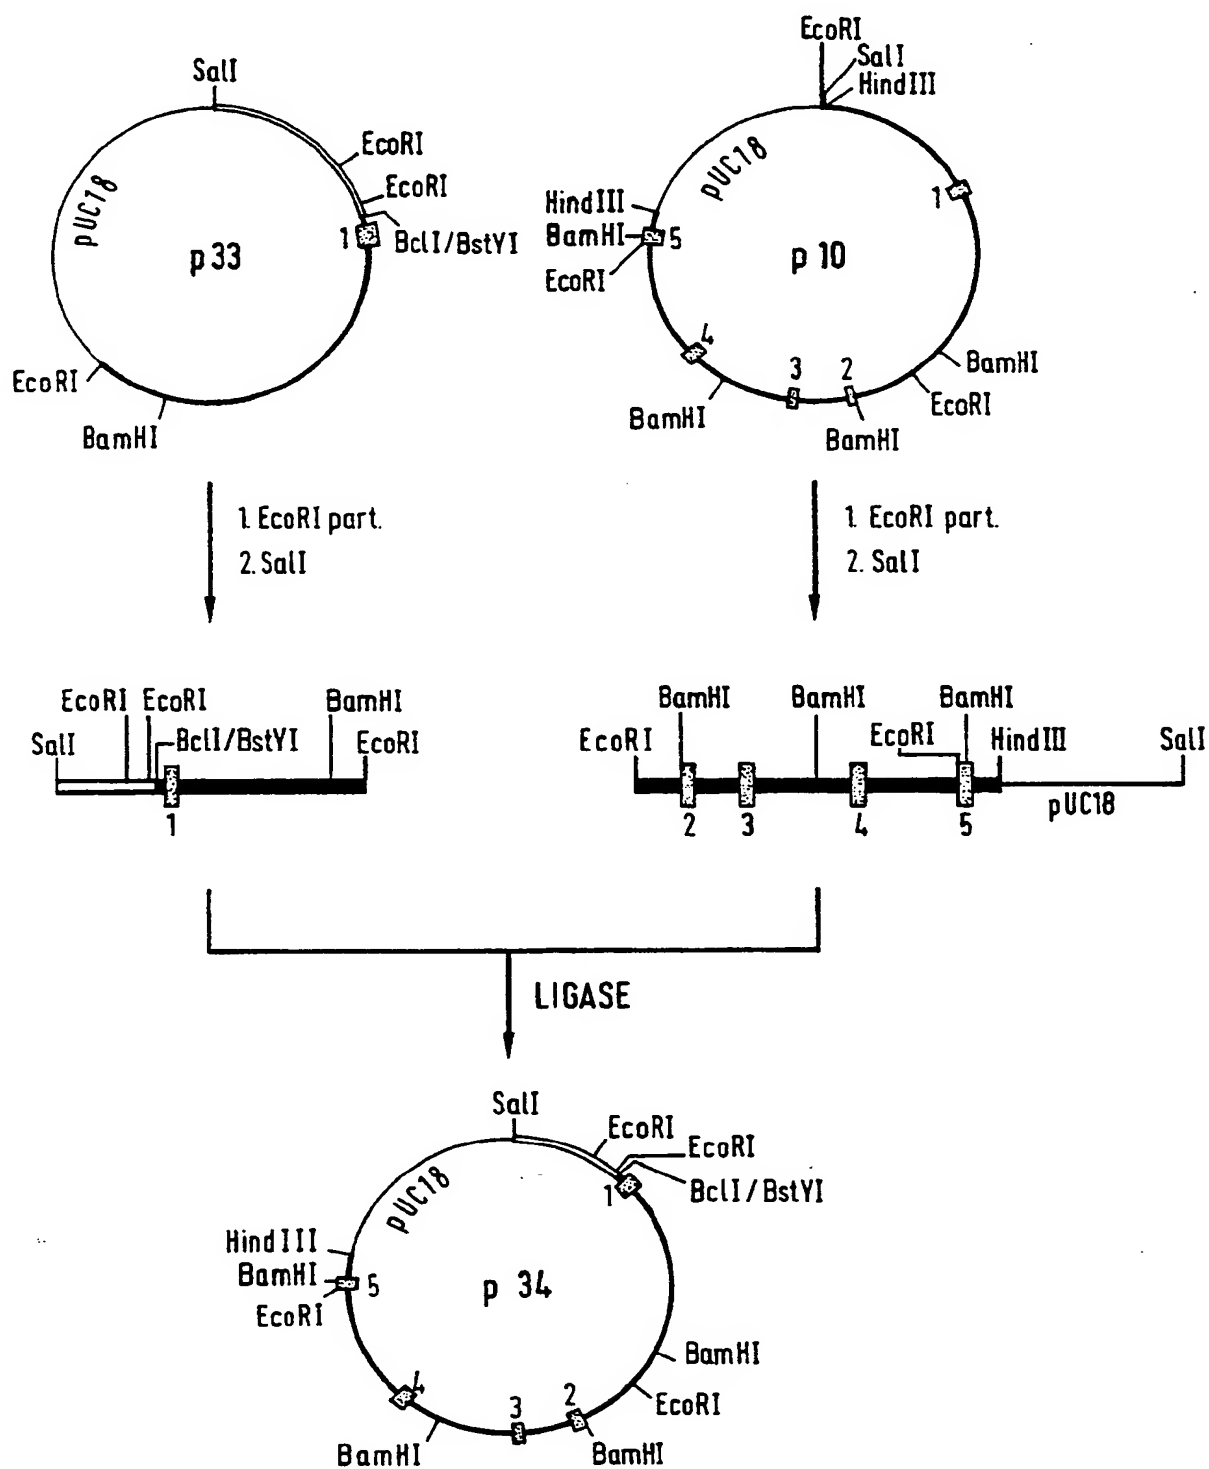 SalI
EcoRI
EcoRI
BclI/BstYI
1
pUC18
p33
EcoRI
BamHI
EcoRI
SalI
HindIII
pUC18
1
HindIII
BamHI
5
EcoRI
p10
4
3
2
BamHI
EcoRI
BamHI
BamHI
1. EcoRI part.
2. SalI
1. EcoRI part.
2. SalI
EcoRI EcoRI BamHI
SalI BclI/BstYI EcoRI
1
BamHI BamHI BamHI
EcoRI EcoRI HindIII SalI
pUC18
2 3 4 5
LIGASE
SalI
EcoRI
EcoRI
BclI/BstYI
1
pUC18
HindIII
BamHI
5
EcoRI
p 34
4
3
2
BamHI
EcoRI
BamHI
BamHI